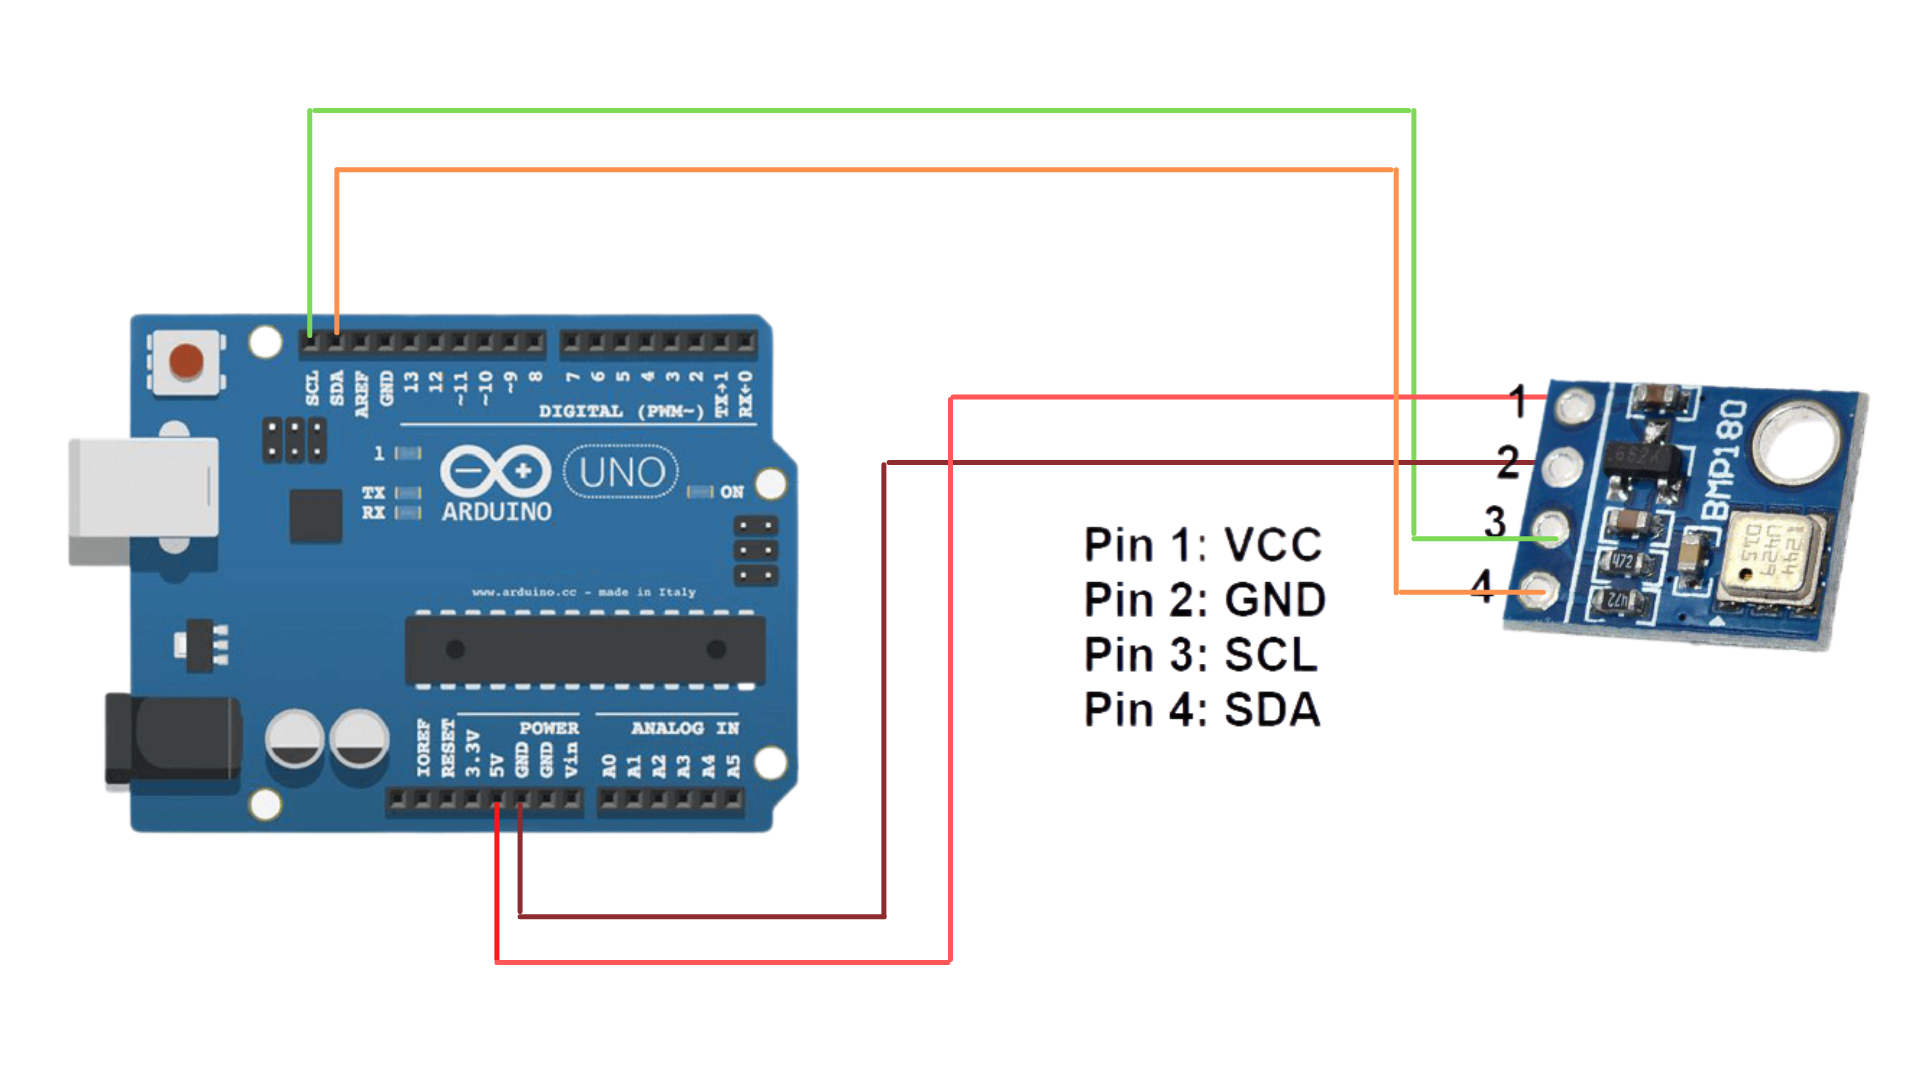 SCL
SDA
AREF
GND
13
12
~11
~10
~9
8
7
6
5
4
3
2
TX→1
RX←0
DIGITAL (PWM~)
1
TX
RX
UNO
ARDUINO
ON
www.arduino.cc - made in Italy
POWER
ANALOG IN
IOREF
RESET
3.3V
5V
GND
GND
Vin
A0
A1
A2
A3
A4
A5
Pin 1: VCC
Pin 2: GND
Pin 3: SCL
Pin 4: SDA
1
2
3
4
BMP180
662K
472
472